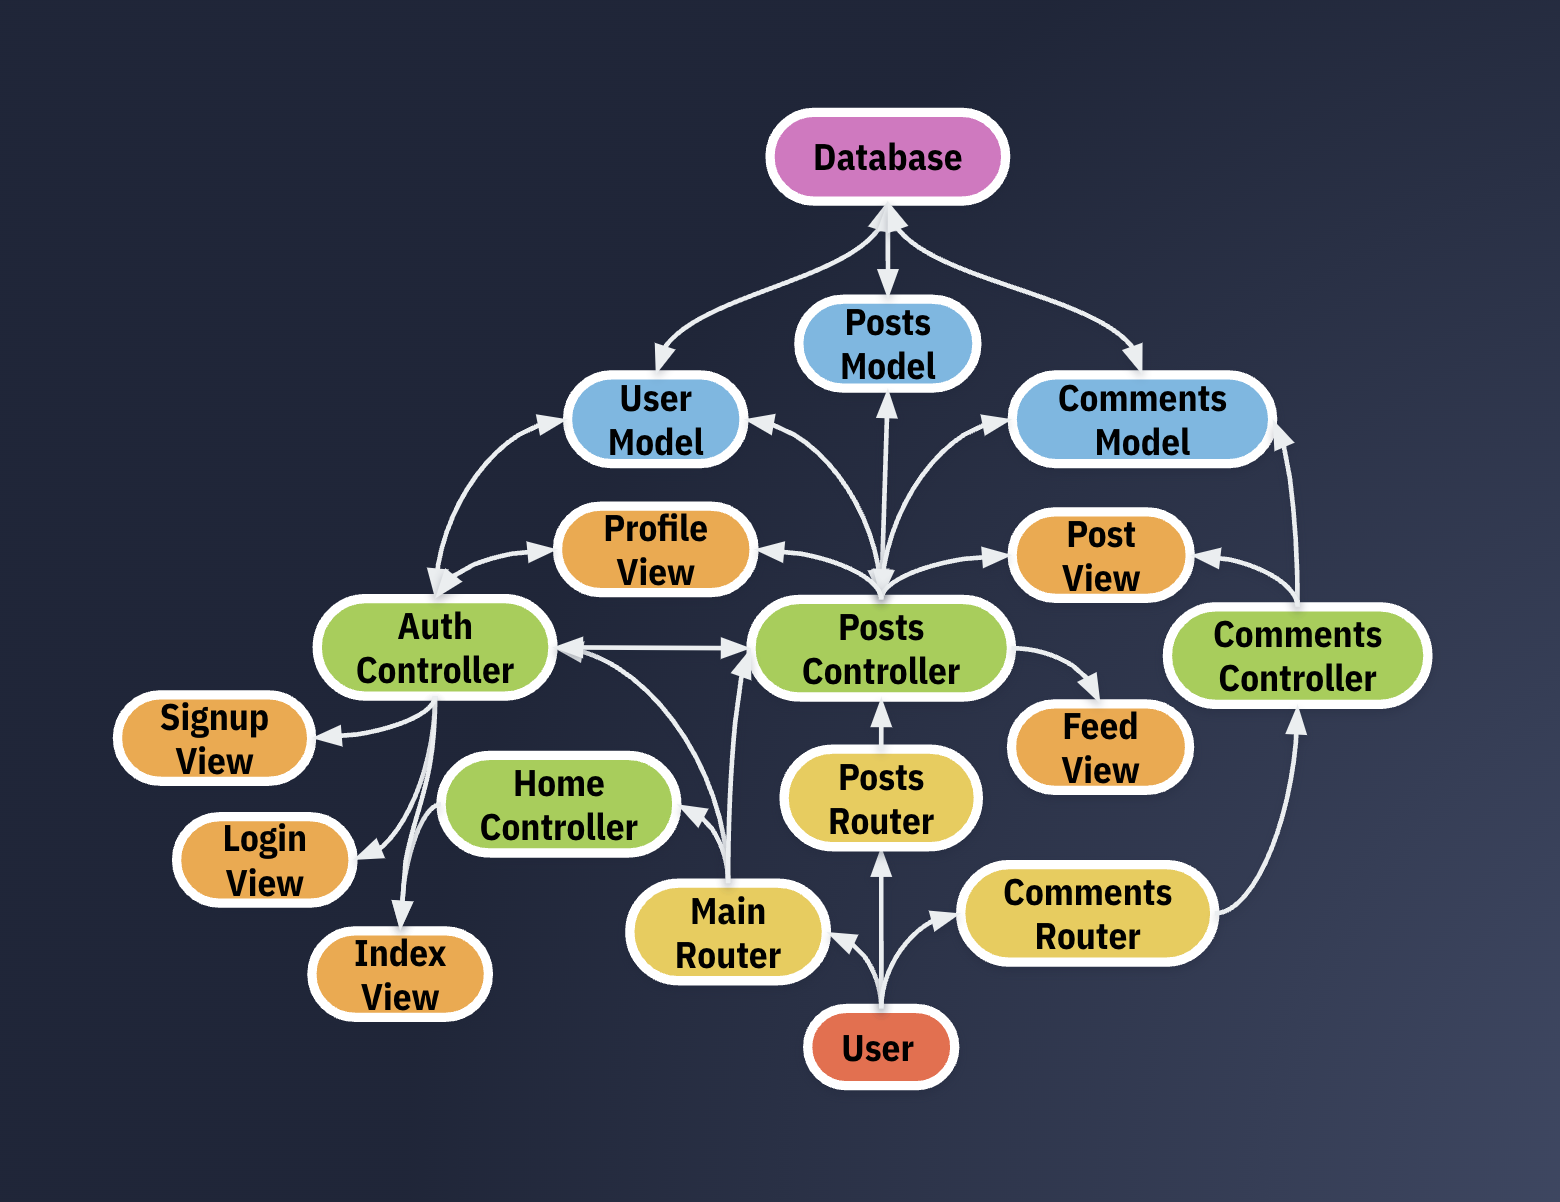 Database
Posts
Model
User
Model
Comments
Model
Profile
View
Post
View
Auth
Controller
Posts
Controller
Comments
Controller
Signup
View
Feed
View
Home
Controller
Posts
Router
Login
View
Main
Router
Comments
Router
Index
View
User